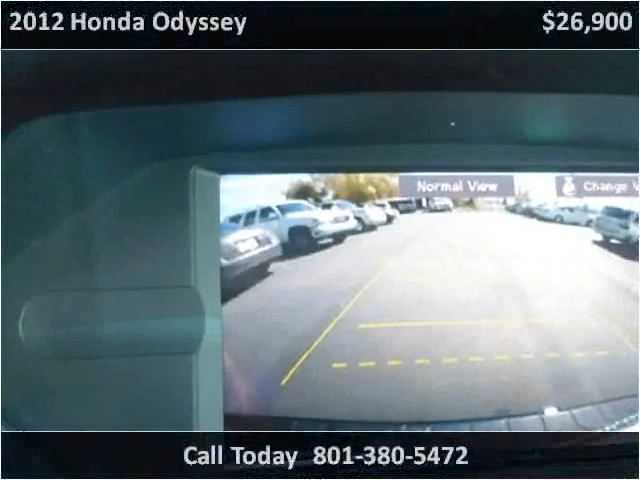 2012 Honda Odyssey $26,900
Normal View
Change V
Call Today 801-380-5472